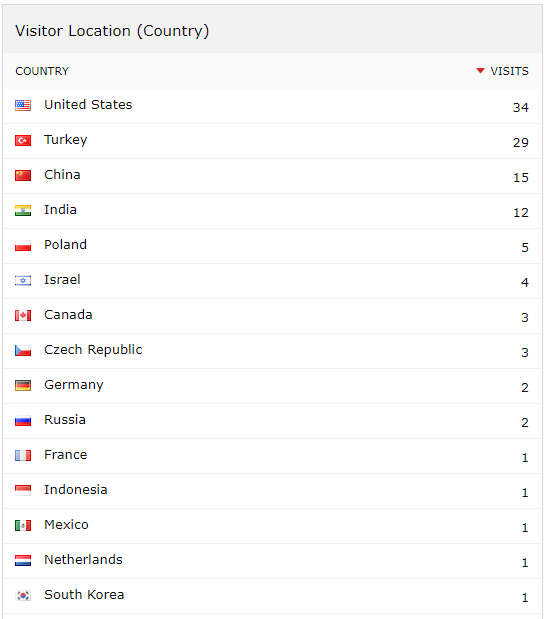 Visitor Location (Country)
COUNTRY VISITS
United States 34
Turkey 29
China 15
India 12
Poland 5
Israel 4
Canada 3
Czech Republic 3
Germany 2
Russia 2
France 1
Indonesia 1
Mexico 1
Netherlands 1
South Korea 1